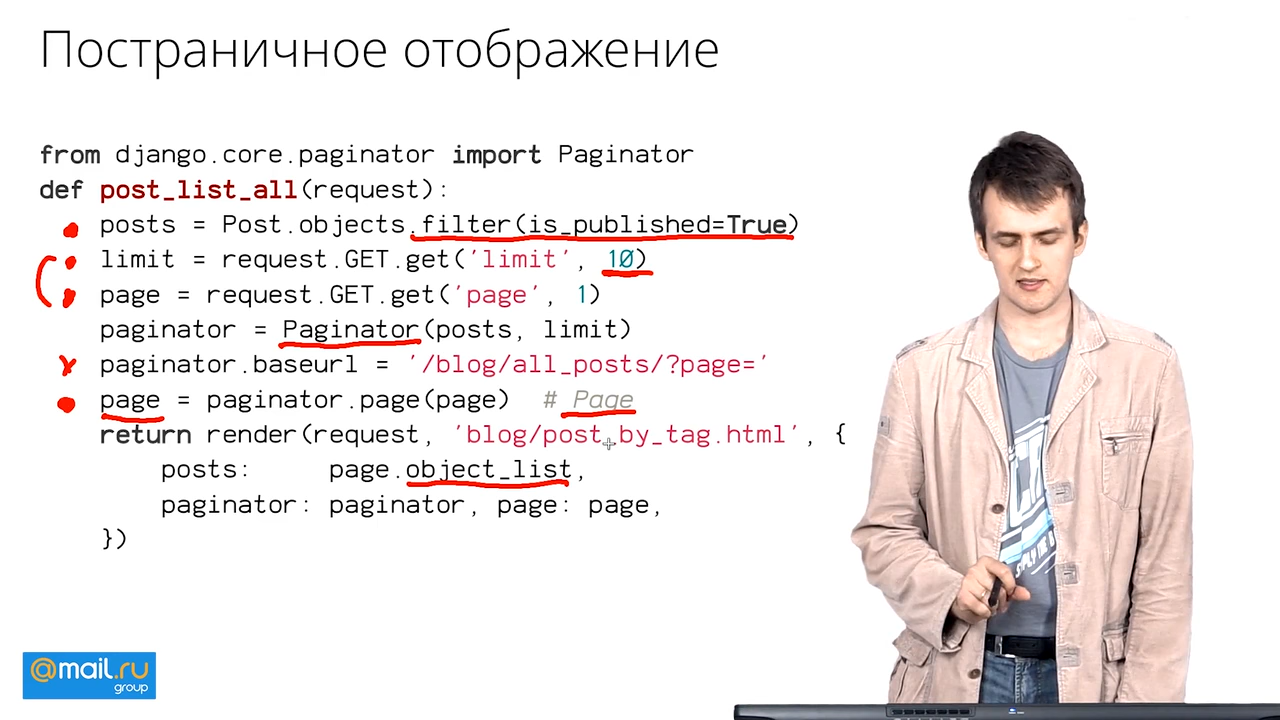 Постраничное отображение
from django.core.paginator import Paginator
def post_list_all(request):
posts = Post.objects.filter(is_published=True)
limit = request.GET.get('limit', 10)
page = request.GET.get('page', 1)
paginator = Paginator(posts, limit)
paginator.baseurl = '/blog/all_posts/?page='
page = paginator.page(page) # Page
return render(request, 'blog/post_by_tag.html', {
posts: page.object_list,
paginator: paginator, page: page,
})
@mail.ru
group